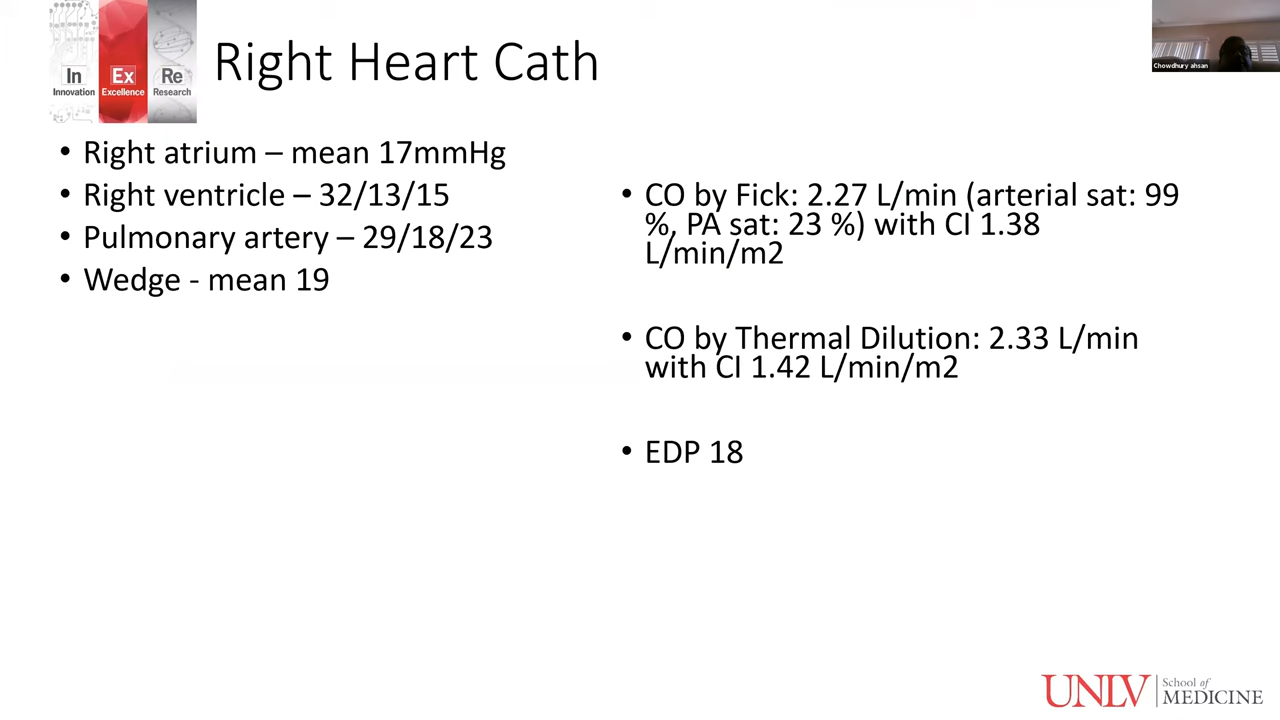 In
Innovation
Ex
Excellence
Re
Research
Right Heart Cath
Chowdhury ahsan
• Right atrium – mean 17mmHg
• Right ventricle – 32/13/15
• Pulmonary artery – 29/18/23
• Wedge - mean 19
• CO by Fick: 2.27 L/min (arterial sat: 99
%, PA sat: 23 %) with CI 1.38
L/min/m2
• CO by Thermal Dilution: 2.33 L/min
with CI 1.42 L/min/m2
• EDP 18
UNLV
School of
MEDICINE